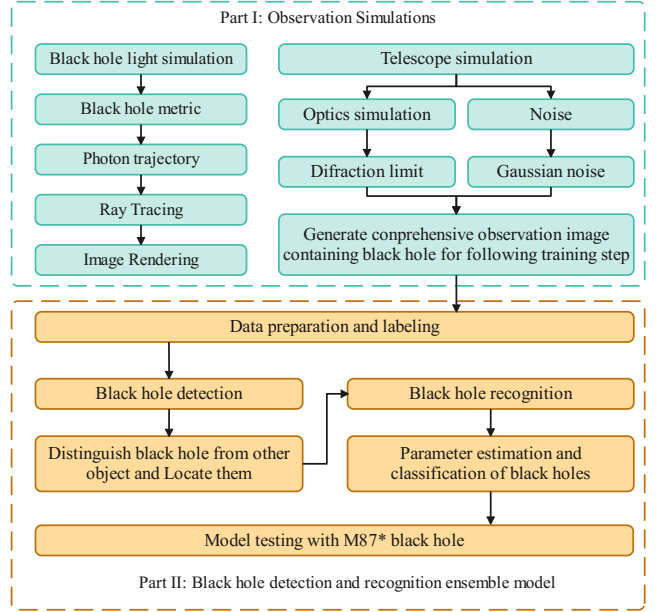 Part I: Observation Simulations
Black hole light simulation
Black hole metric
Photon trajectory
Ray Tracing
Image Rendering
Telescope simulation
Optics simulation
Noise
Difraction limit
Gaussian noise
Generate conprehensive observation image
containing black hole for following training step
Data preparation and labeling
Black hole detection
Distinguish black hole from other
object and Locate them
Black hole recognition
Parameter estimation and
classification of black holes
Model testing with M87* black hole
Part II: Black hole detection and recognition ensemble model